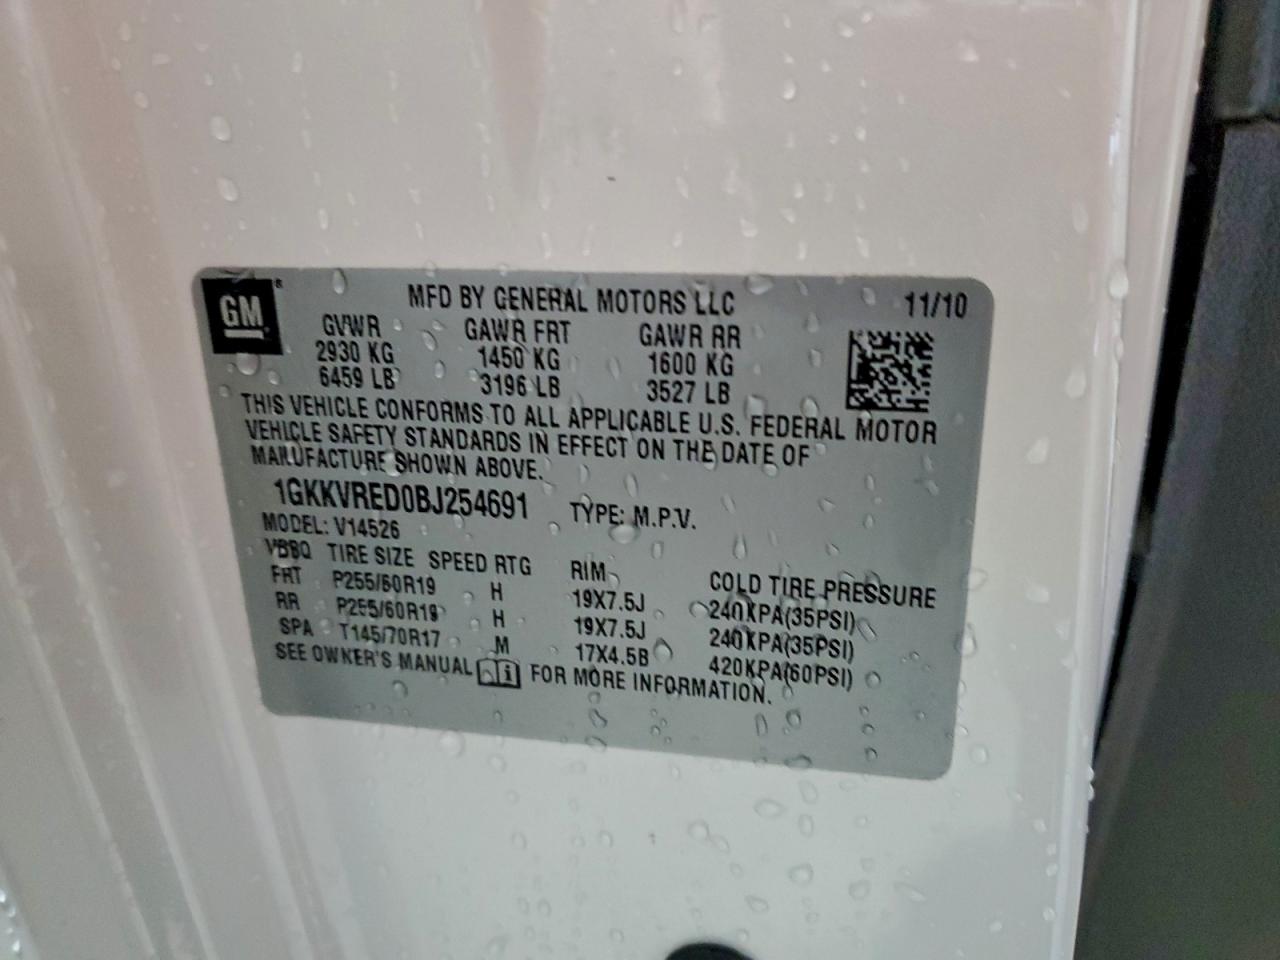 GM
MFD BY GENERAL MOTORS LLC 11/10
GVWR GAWR FRT GAWR RR
2930 KG 1450 KG 1600 KG
6459 LB 3196 LB 3527 LB
THIS VEHICLE CONFORMS TO ALL APPLICABLE U.S. FEDERAL MOTOR
VEHICLE SAFETY STANDARDS IN EFFECT ON THE DATE OF
MANUFACTURE SHOWN ABOVE.
1GKKVRED0BJ254691 TYPE: M.P.V.
MODEL: V14526
VBBQ TIRE SIZE SPEED RTG RIM COLD TIRE PRESSURE
FRT P255/60R19 H 19X7.5J 240KPA(35PSI)
RR P255/60R19 H 19X7.5J 240KPA(35PSI)
SPA T145/70R17 M 17X4.5B 420KPA(60PSI)
SEE OWNER'S MANUAL FOR MORE INFORMATION.